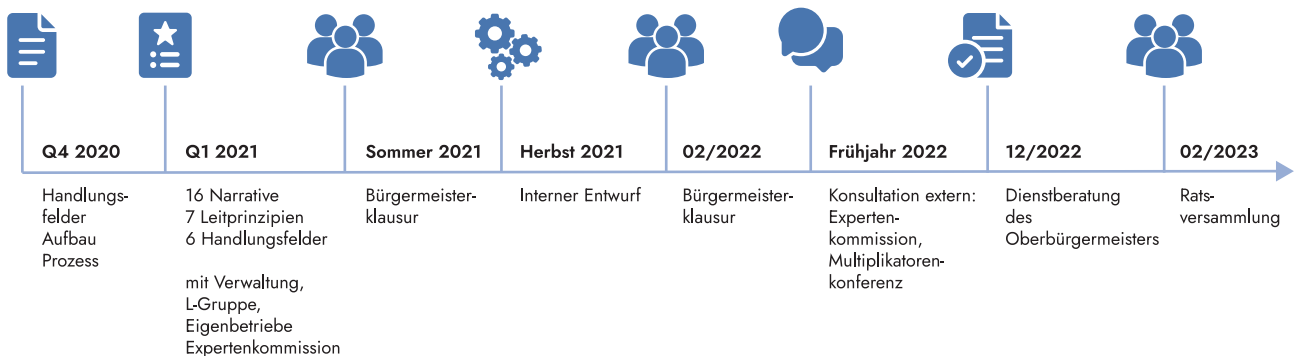 Q4 2020
Handlungs-
felder
Aufbau
Prozess
Q1 2021
16 Narrative
7 Leitprinzipien
6 Handlungsfelder
mit Verwaltung,
L-Gruppe,
Eigenbetriebe
Expertenkommission
Sommer 2021
Bürgermeister-
klausur
Herbst 2021
Interner Entwurf
02/2022
Bürgermeister-
klausur
Frühjahr 2022
Konsultation extern:
Experten-
kommission,
Multiplikatoren-
konferenz
12/2022
Dienstberatung
des
Oberbürgermeisters
02/2023
Rats-
versammlung